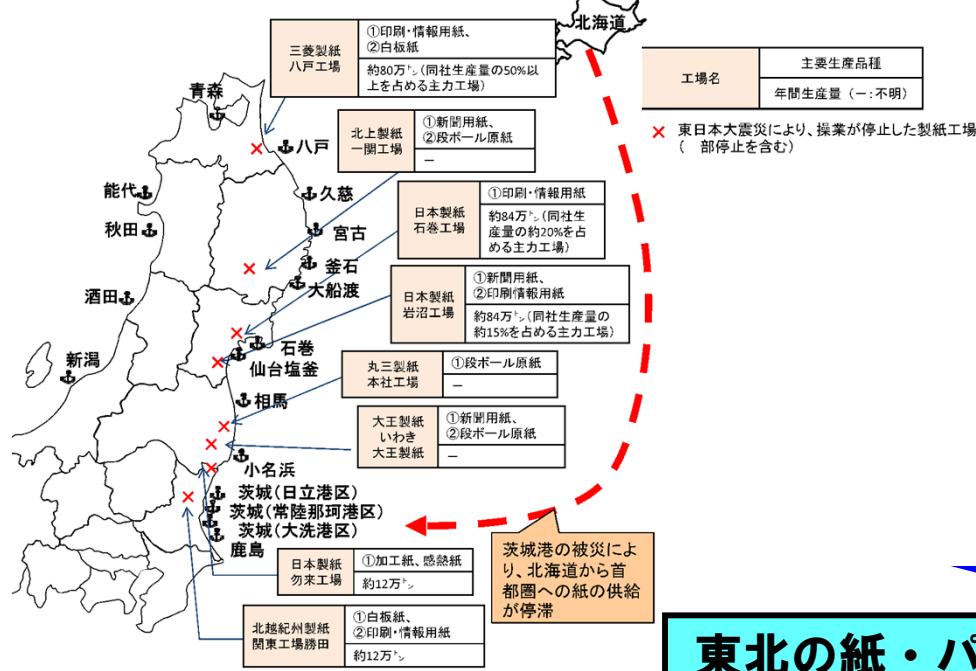 北海道
三菱製紙
八戸工場
①印刷・情報用紙、
②白板紙
約80万㌧(同社生産量の50%以
上を占める主力工場)
工場名
主要生産品種
年間生産量(-:不明)
× 東日本大震災により、操業が停止した製紙工場
( 部停止を含む)
青森
八戸
北上製紙
一関工場
①新聞用紙、
②段ボール原紙
-
能代
久慈
秋田
宮古
日本製紙
石巻工場
①印刷・情報用紙
約84万㌧(同社生
産量の約20%を占
める主力工場)
釜石
大船渡
酒田
日本製紙
岩沼工場
①新聞用紙、
②印刷情報用紙
約84万㌧(同社生産量の
約15%を占める主力工場)
新潟
石巻
仙台塩釜
丸三製紙
本社工場
①段ボール原紙
-
相馬
大王製紙
いわき
大王製紙
①新聞用紙、
②段ボール原紙
-
小名浜
茨城(日立港区)
茨城(常陸那珂港区)
茨城(大洗港区)
鹿島
日本製紙
勿来工場
①加工紙、感熱紙
約12万㌧
茨城港の被災によ
り、北海道から首
都圏への紙の供給
が停滞
北越紀州製紙
関東工場勝田
①白板紙、
②印刷・情報用紙
約12万㌧
東北の紙・パ